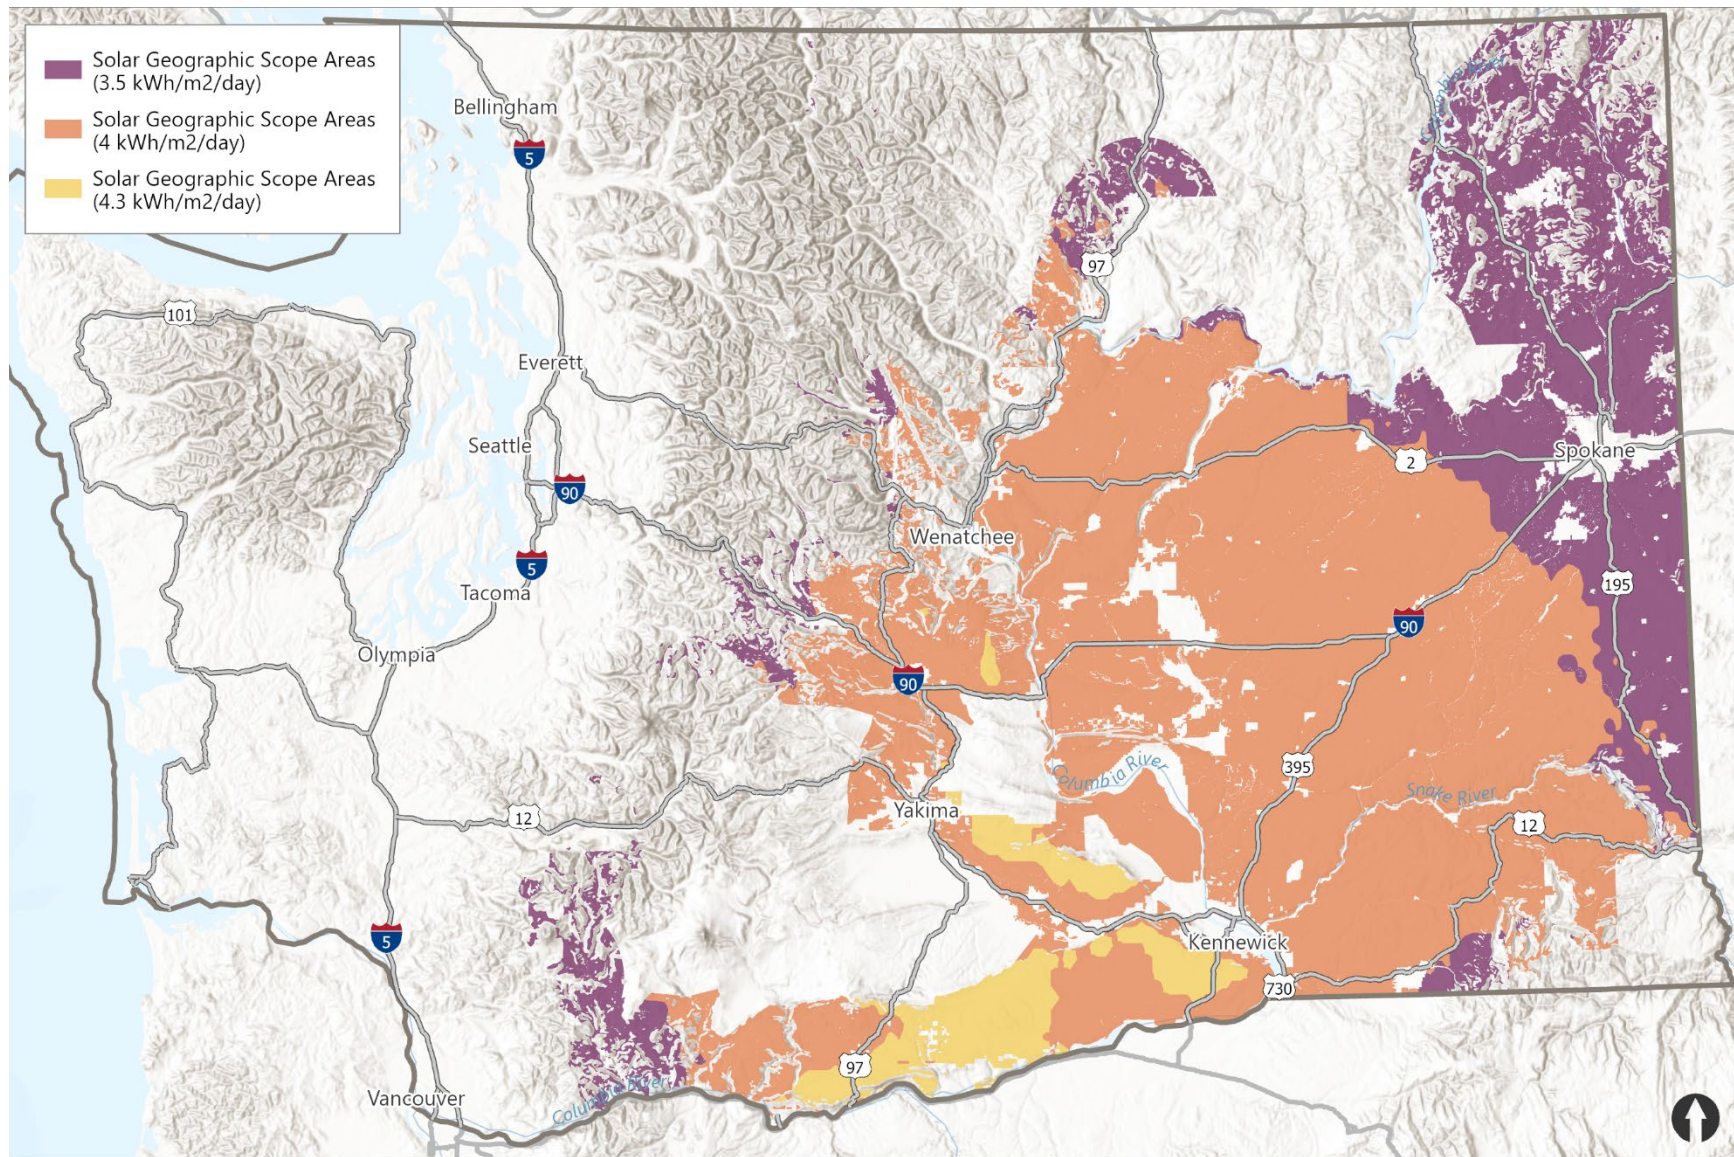 Solar Geographic Scope Areas
(3.5 kWh/m2/day)
Solar Geographic Scope Areas
(4 kWh/m2/day)
Solar Geographic Scope Areas
(4.3 kWh/m2/day)
Bellingham
5
Columbia River
97
101
Everett
Seattle
2
Spokane
90
Wenatchee
5
Tacoma
195
90
Olympia
90
Columbia River
395
Snake River
Yakima
12
12
5
Kennewick
730
97
Columbia River
Vancouver